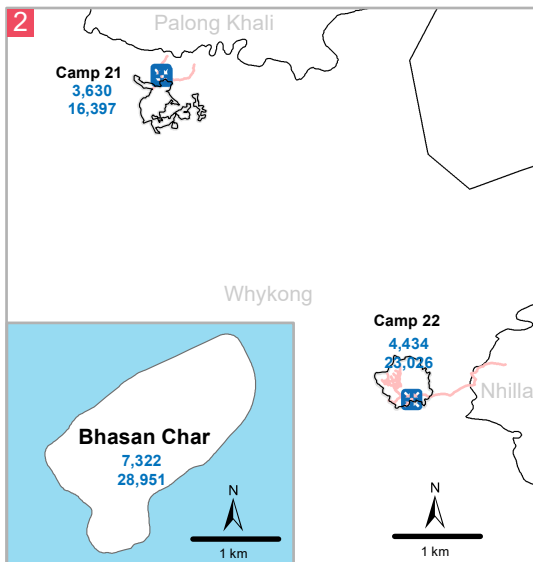 2
Palong Khali
Camp 21
3,630
16,397
Whykong
Camp 22
4,434
23,026
Nhilla
Bhasan Char
7,322
28,951
N
1 km
N
1 km